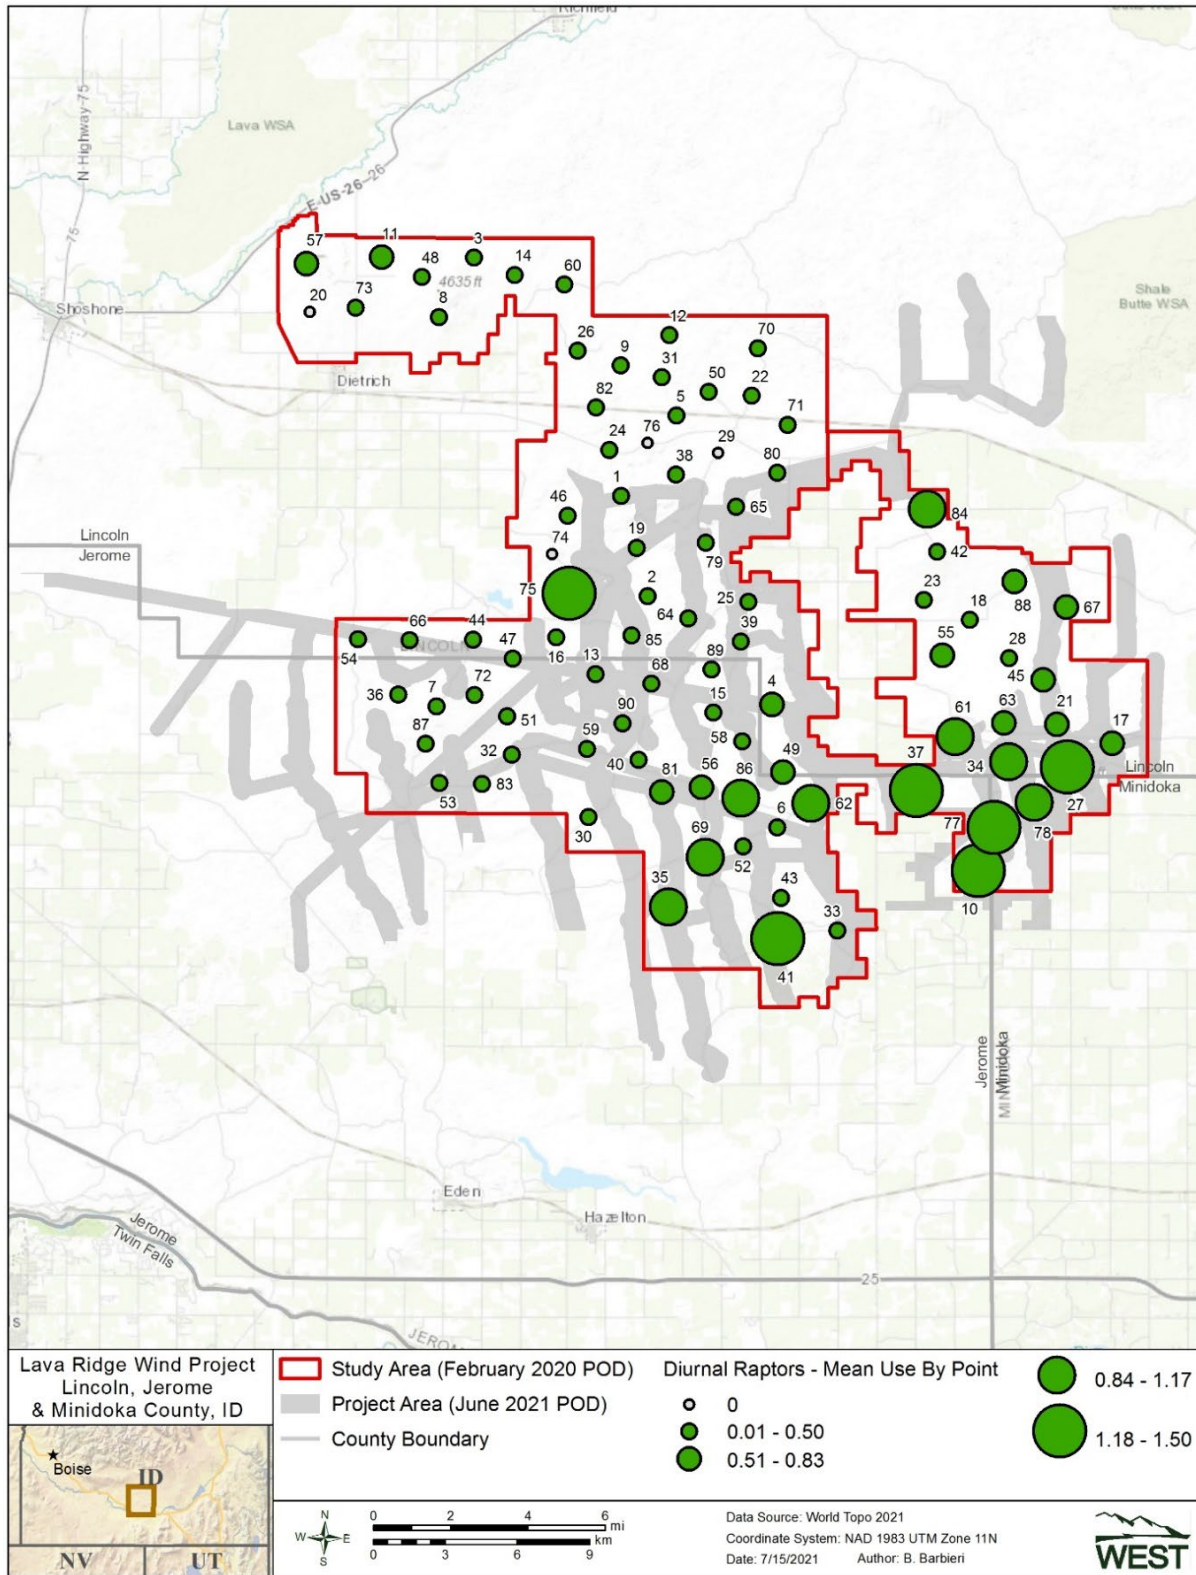 Richfield
Butte WSA
Lava WSA
N Highway 75
75
E-US-26
26
Shale
Butte WSA
Shoshone
4635 ft
Dietrich
57
11
48
3
14
60
20
73
8
12
70
26
9
31
50
22
82
5
71
76
29
24
38
80
1
65
46
84
19
79
42
74
75
2
25
23
88
67
64
18
39
85
66
44
47
16
54
LINCOLN
55
28
13
68
89
45
36
7
72
4
15
63
21
17
87
51
90
61
58
32
59
37
34
40
49
56
86
53
83
81
62
27
6
78
77
30
69
52
35
43
10
33
41
Lincoln
Jerome
Lincoln
Minidoka
Jerome
Minidoka
Eden
Hazelton
Jerome
Twin Falls
25
JEROM
s
Lava Ridge Wind Project
Lincoln, Jerome
& Minidoka County, ID
Boise
ID
NV
UT
Study Area (February 2020 POD)
Project Area (June 2021 POD)
County Boundary
Diurnal Raptors - Mean Use By Point
0
0.01 - 0.50
0.51 - 0.83
0.84 - 1.17
1.18 - 1.50
N
W
E
S
0 2 4 6
mi
km
0 3 6 9
Data Source: World Topo 2021
Coordinate System: NAD 1983 UTM Zone 11N
Date: 7/15/2021 Author: B. Barbieri
WEST